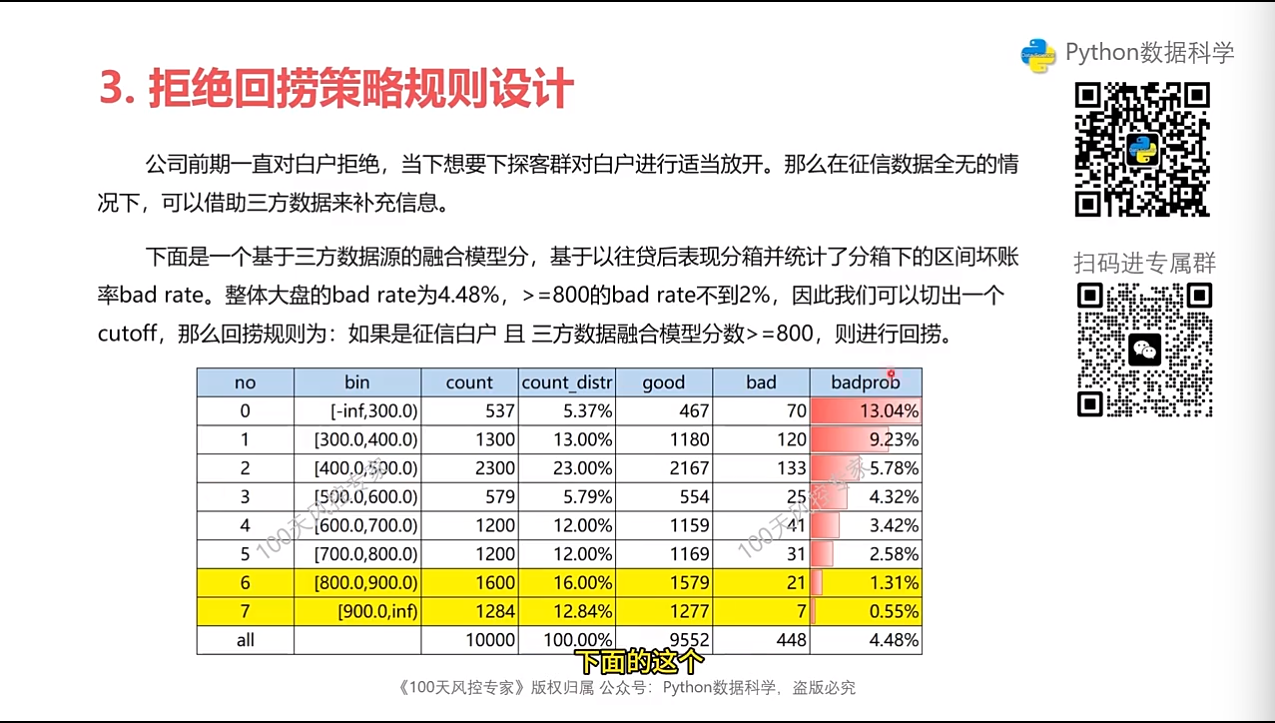 Python数据科学
3. 拒绝回捞策略规则设计
公司前期一直对白户拒绝，当下想要下探客群对白户进行适当放开。那么在征信数据全无的情
况下，可以借助三方数据来补充信息。
扫码进专属群
下面是一个基于三方数据源的融合模型分，基于以往贷后表现分箱并统计了分箱下的区间坏账
率bad rate。整体大盘的bad rate为4.48%，>=800的bad rate不到2%，因此我们可以切出一个
cutoff，那么回捞规则为：如果是征信白户 且 三方数据融合模型分数>=800，则进行回捞。
no bin count count_distr good bad badprob
0 [-inf,300.0) 537 5.37% 467 70 13.04%
1 [300.0,400.0) 1300 13.00% 1180 120 9.23%
2 [400.0,500.0) 2300 23.00% 2167 133 5.78%
3 [500.0,600.0) 579 5.79% 554 25 4.32%
4 [600.0,700.0) 1200 12.00% 1159 41 3.42%
5 [700.0,800.0) 1200 12.00% 1169 31 2.58%
6 [800.0,900.0) 1600 16.00% 1579 21 1.31%
7 [900.0,inf) 1284 12.84% 1277 7 0.55%
all 10000 100.00% 9552 448 4.48%
100天风控专家
100天风控专家
下面的这个
《100天风控专家》版权归属 公众号：Python数据科学，盗版必究